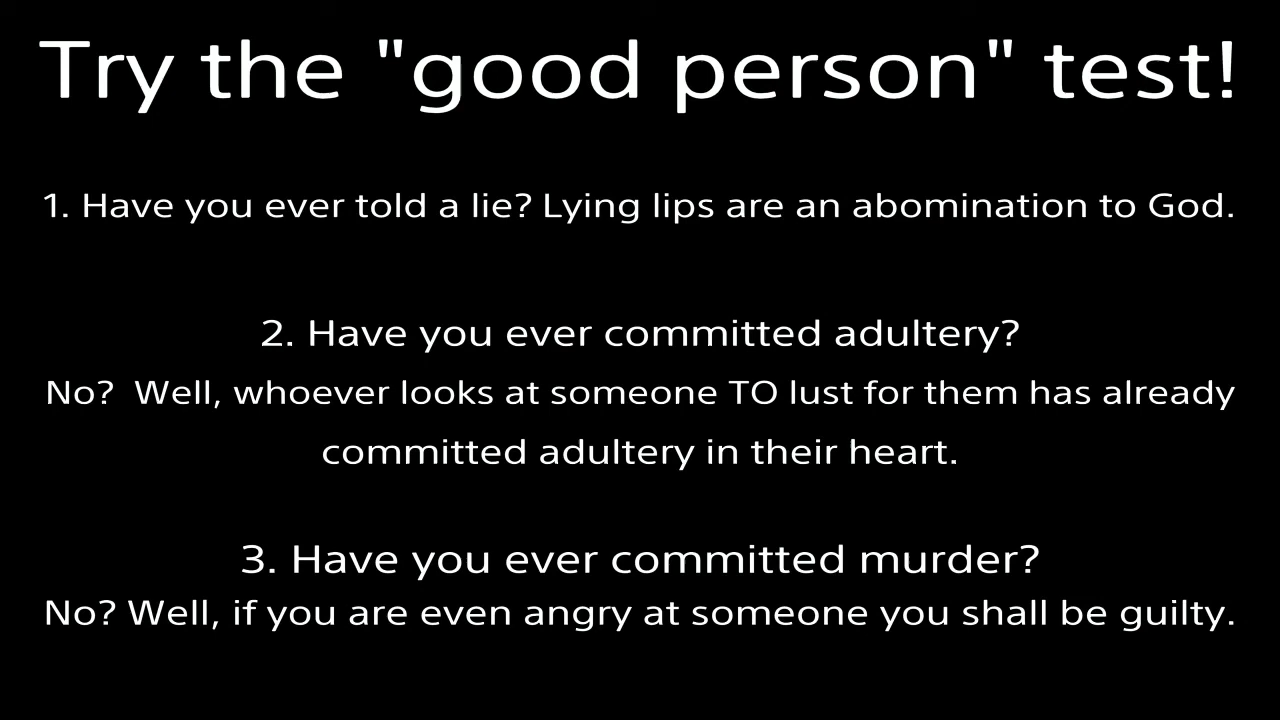 Try the "good person" test!
1. Have you ever told a lie? Lying lips are an abomination to God.
2. Have you ever committed adultery?
No?  Well, whoever looks at someone TO lust for them has already
committed adultery in their heart.
3. Have you ever committed murder?
No? Well, if you are even angry at someone you shall be guilty.